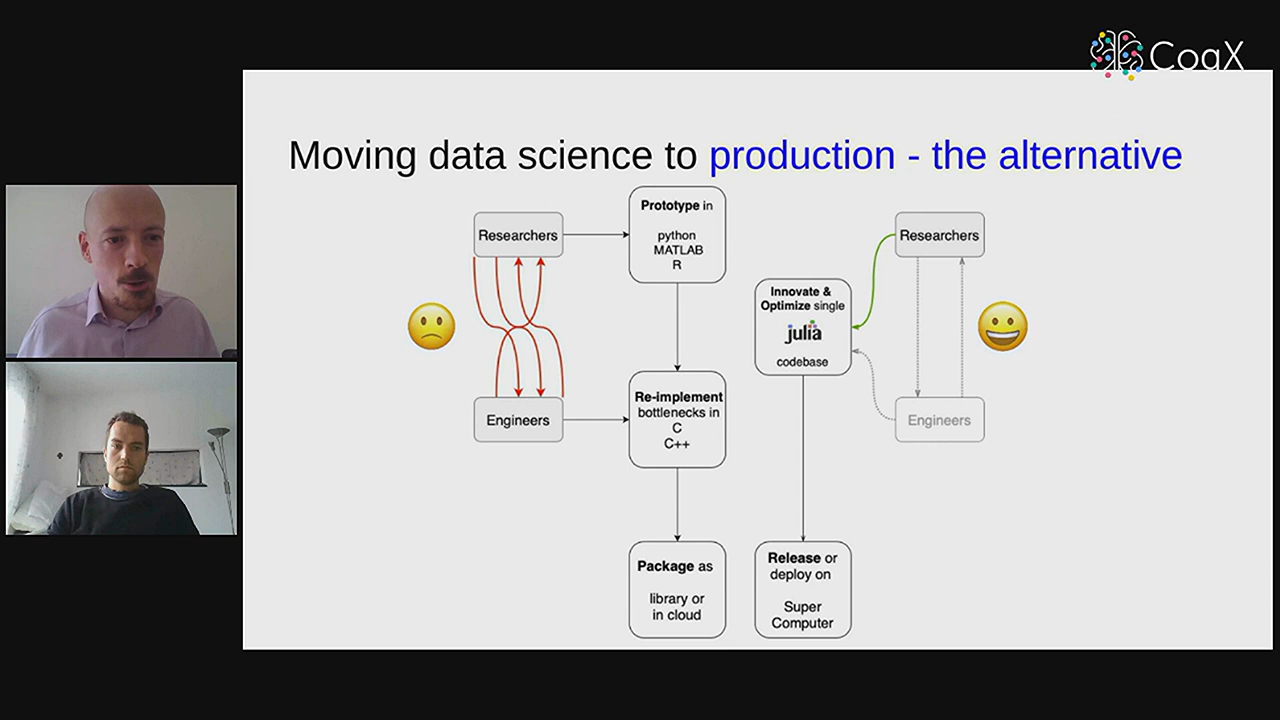 CogX
Moving data science to production - the alternative
Researchers
Prototype in
python
MATLAB
R
Engineers
Re-implement
bottlenecks in
C
C++
Package as
library or
in cloud
Researchers
Innovate &
Optimize single
julia
codebase
Engineers
Release or
deploy on
Super
Computer